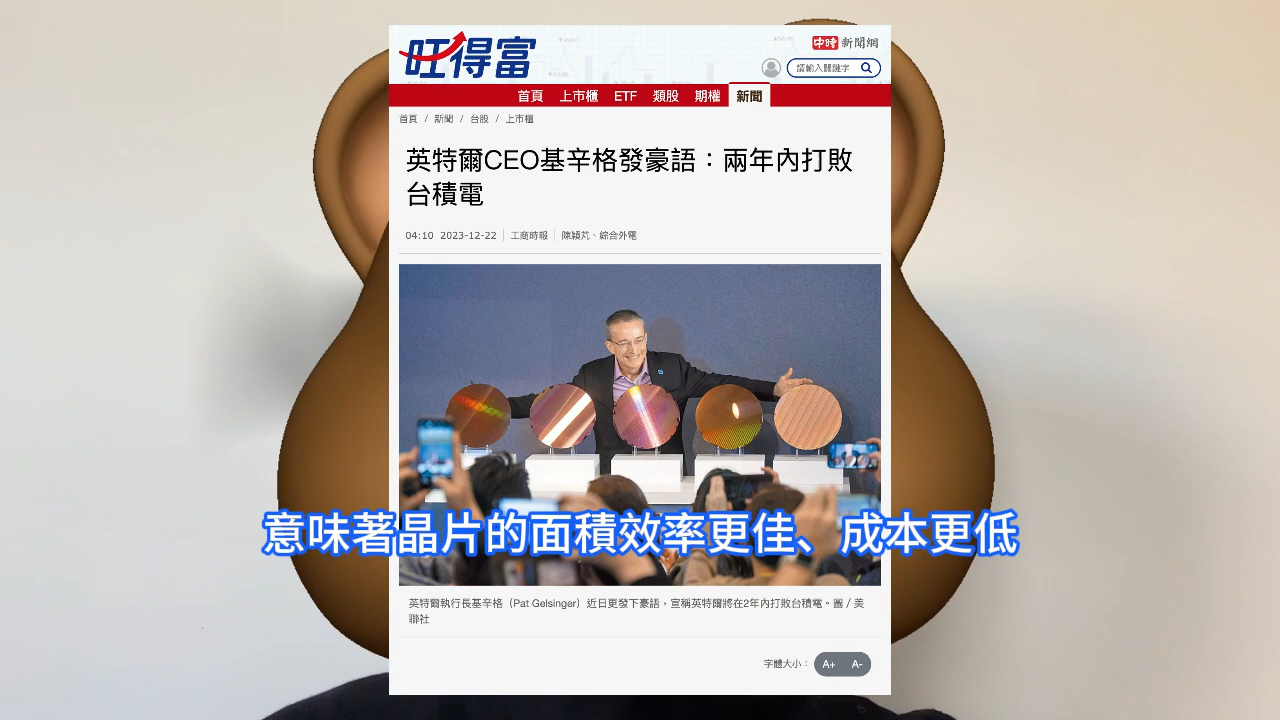 旺得富
中時 新聞網
請輸入關鍵字
首頁 上市櫃 ETF 類股 期權 新聞
首頁 / 新聞 / 台股 / 上市櫃
英特爾CEO基辛格發豪語：兩年內打敗
台積電
04:10 2023-12-22 工商時報 陳穎芃、綜合外電
意味著晶片的面積效率更佳、成本更低
英特爾執行長基辛格（Pat Gelsinger）近日更發下豪語，宣稱英特爾將在2年內打敗台積電。圖／美
聯社
字體大小： A+ A-